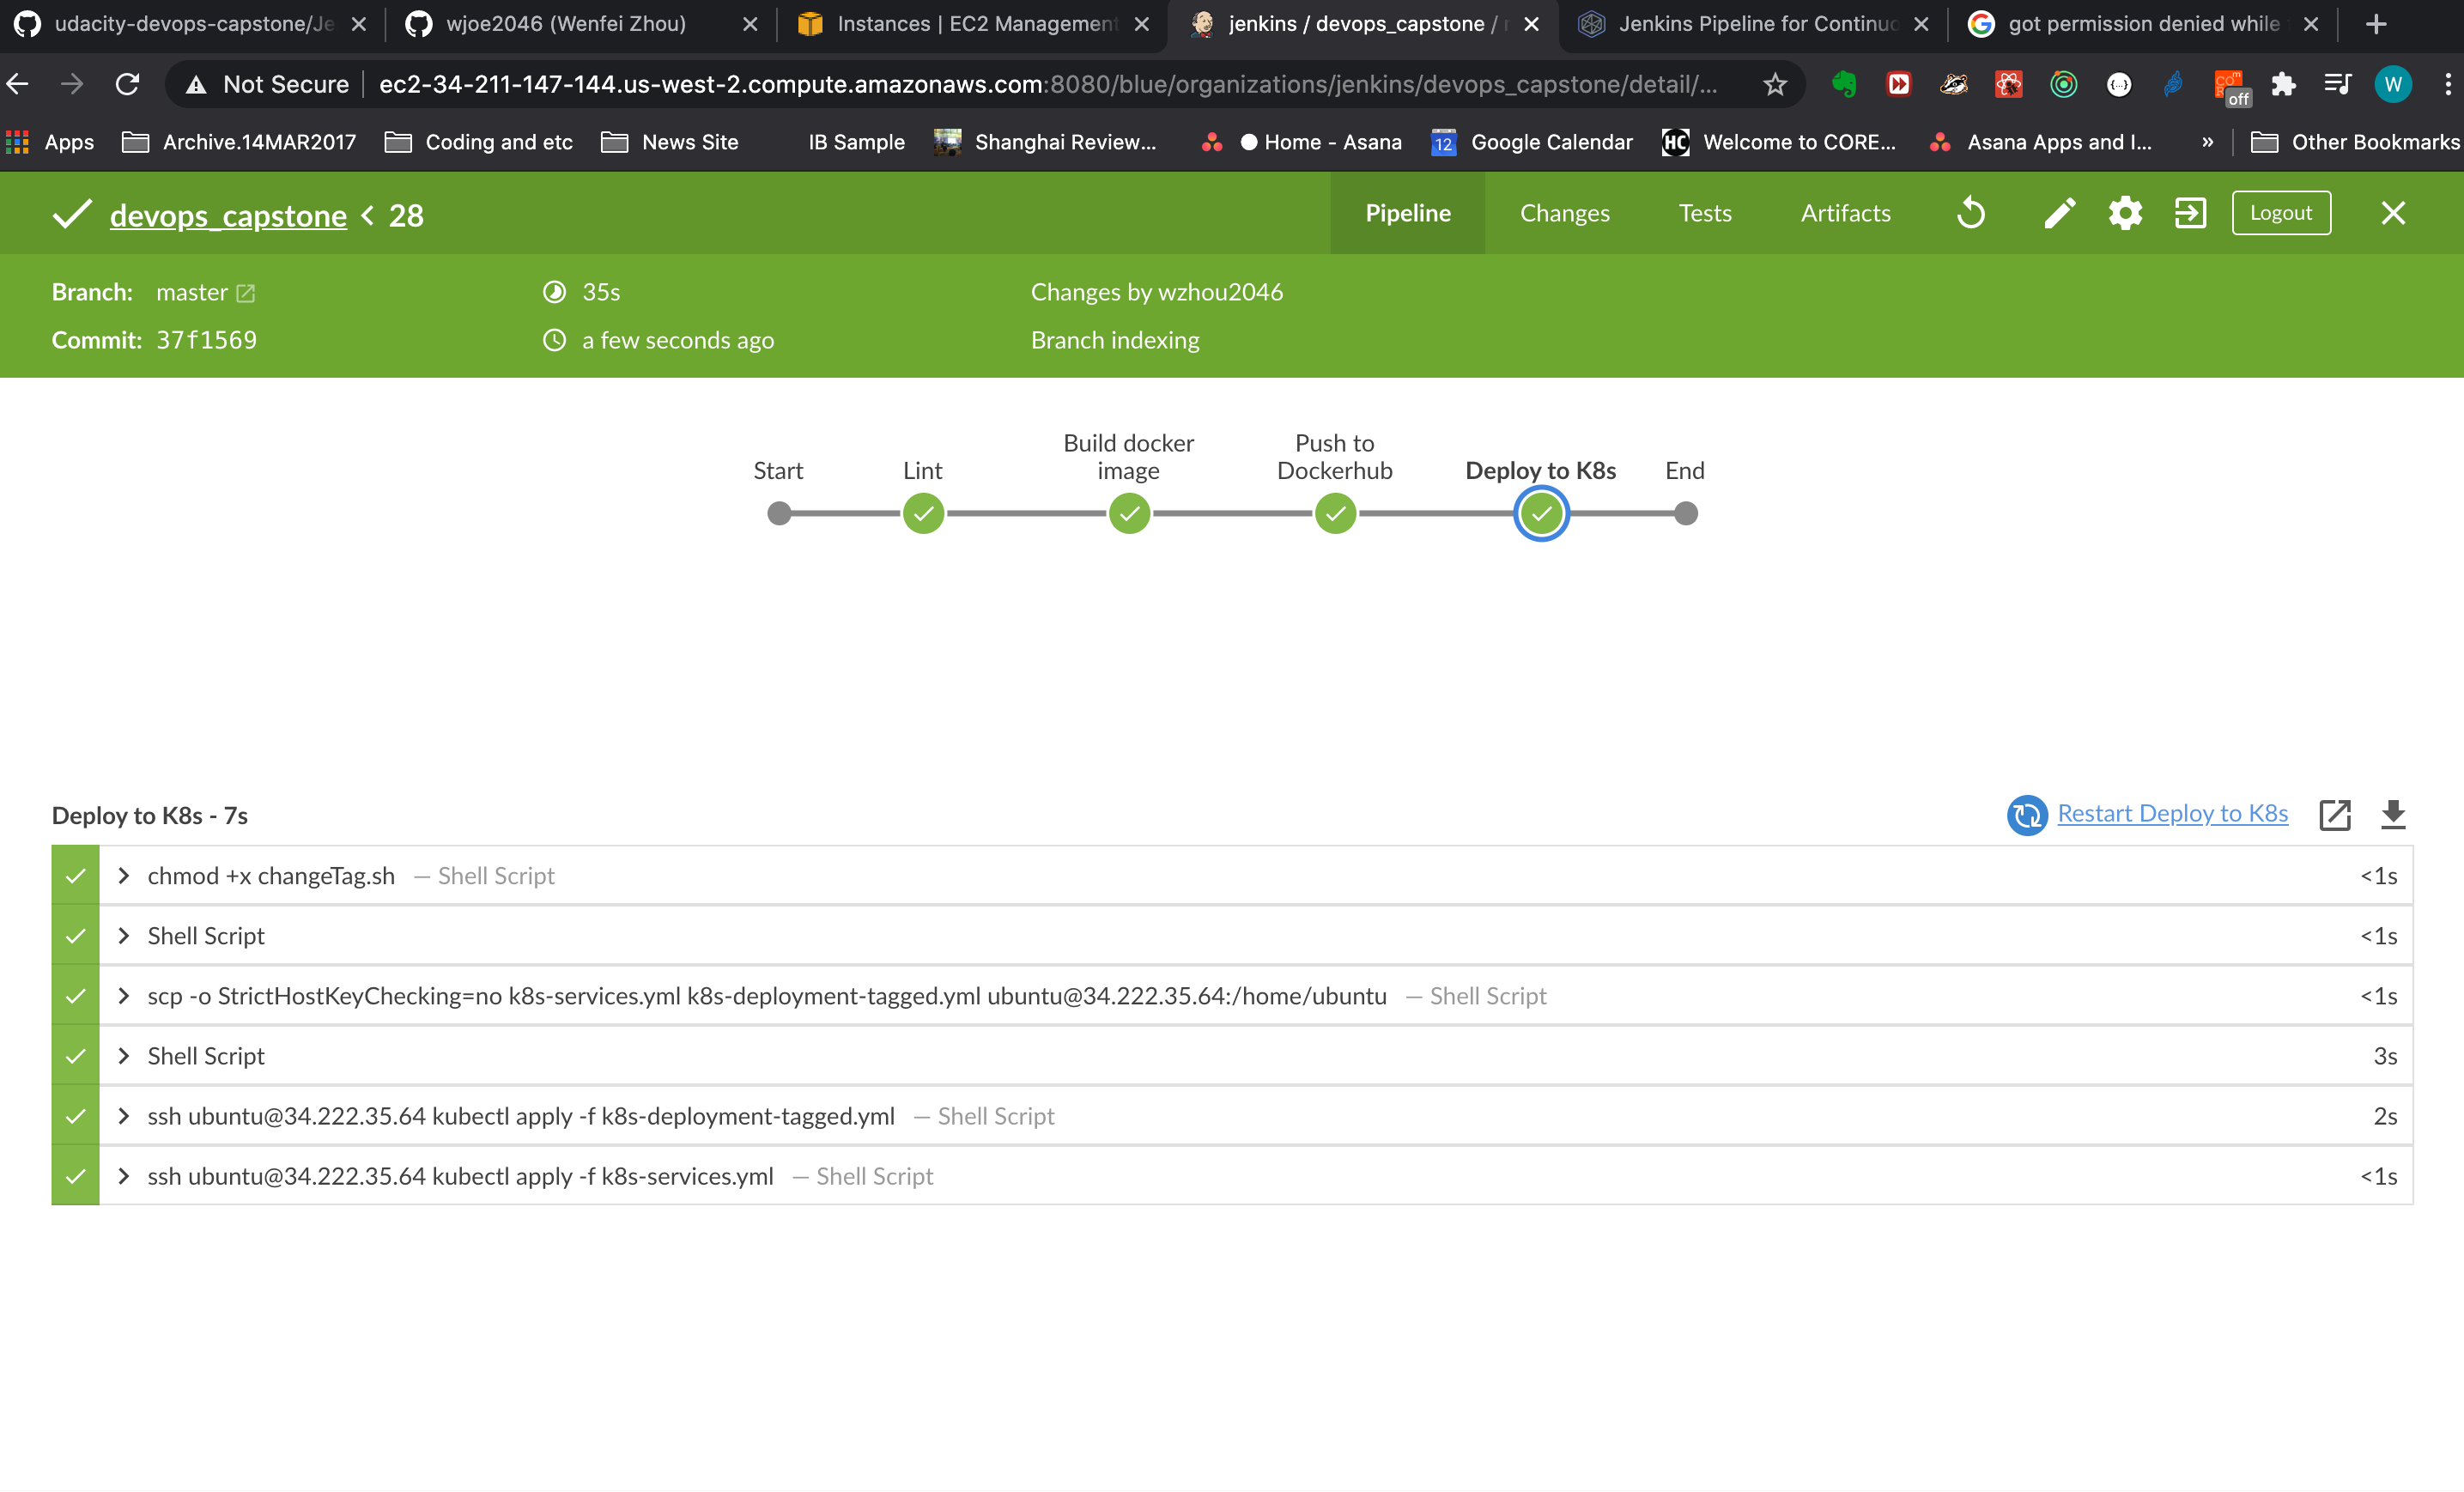 udacity-devops-capstone/Je
wjoe2046 (Wenfei Zhou)
Instances | EC2 Management
jenkins / devops_capstone /
Jenkins Pipeline for Continuo
got permission denied while
Not Secure
ec2-34-211-147-144.us-west-2.compute.amazonaws.com:8080/blue/organizations/jenkins/devops_capstone/detail/...
off
W
Apps
Archive.14MAR2017
Coding and etc
News Site
IB Sample
Shanghai Review...
Home - Asana
12
Google Calendar
HC
Welcome to CORE...
Asana Apps and I...
»
Other Bookmarks
devops_capstone < 28
Pipeline
Changes
Tests
Artifacts
Logout
Branch: master
35s
Changes by wzhou2046
Commit: 37f1569
a few seconds ago
Branch indexing
Start
Lint
Build docker
image
Push to
Dockerhub
Deploy to K8s
End
Deploy to K8s - 7s
Restart Deploy to K8s
chmod +x changeTag.sh — Shell Script <1s
Shell Script <1s
scp -o StrictHostKeyChecking=no k8s-services.yml k8s-deployment-tagged.yml ubuntu@34.222.35.64:/home/ubuntu — Shell Script <1s
Shell Script 3s
ssh ubuntu@34.222.35.64 kubectl apply -f k8s-deployment-tagged.yml — Shell Script 2s
ssh ubuntu@34.222.35.64 kubectl apply -f k8s-services.yml — Shell Script <1s